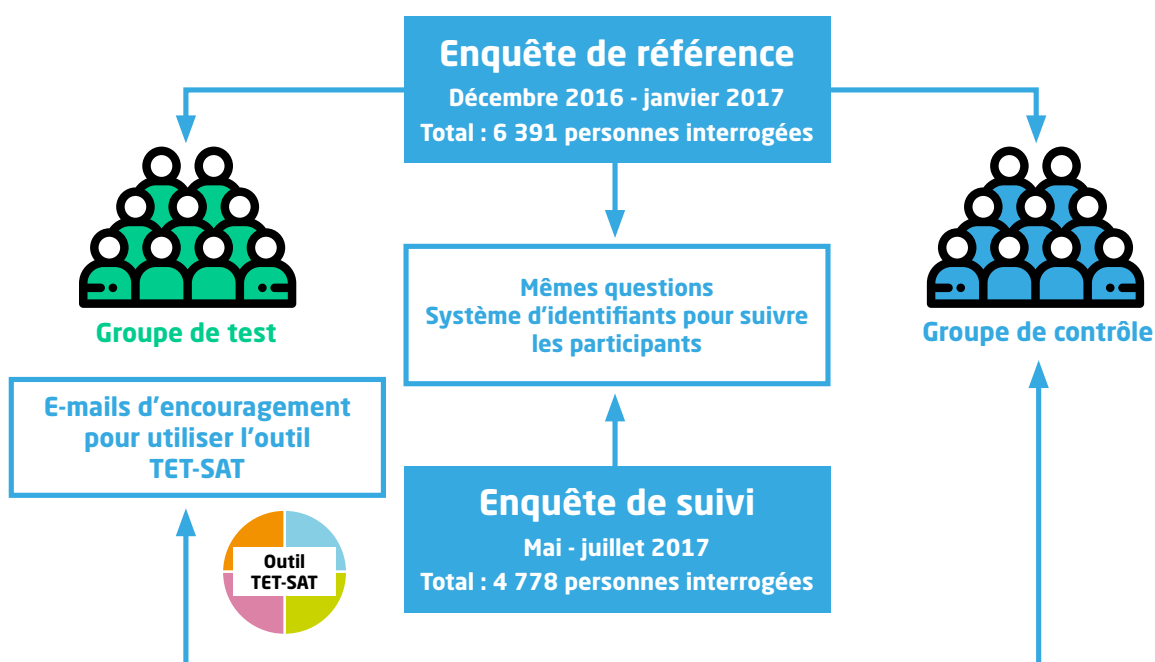 Enquête de référence
Décembre 2016 - janvier 2017
Total : 6 391 personnes interrogées
Groupe de test
Mêmes questions
Système d'identifiants pour suivre
les participants
Groupe de contrôle
E-mails d'encouragement
pour utiliser l'outil
TET-SAT
Outil
TET-SAT
Enquête de suivi
Mai - juillet 2017
Total : 4 778 personnes interrogées